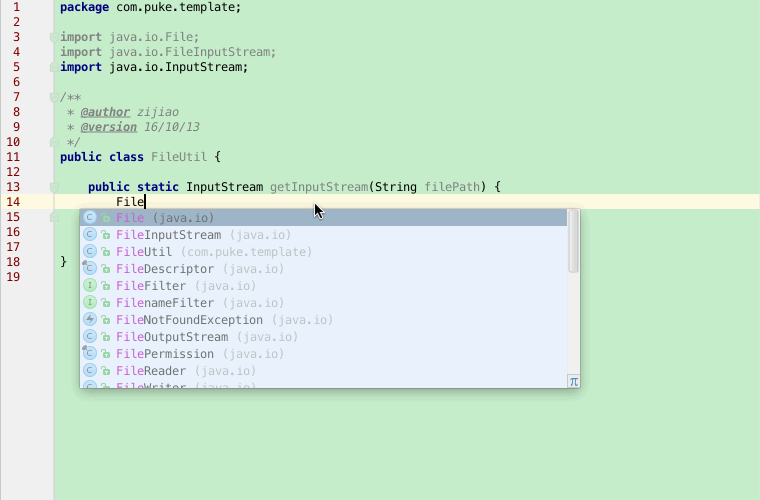 1 package com.puke.template;
2
3 import java.io.File;
4 import java.io.FileInputStream;
5 import java.io.InputStream;
6
7 /**
8 * @author zijiao
9 * @version 16/10/13
10 */
11 public class FileUtil {
12
13 public static InputStream getInputStream(String filePath) {
14 File
15
16
17
18 }
19
C File (java.io)
C FileInputStream (java.io)
C FileUtil (com.puke.template)
C FileDescriptor (java.io)
I FileFilter (java.io)
I FilenameFilter (java.io)
FileNotFoundException (java.io)
C FileOutputStream (java.io)
C FilePermission (java.io)
C FileReader (java.io)
C FileWriter (java.io)
π